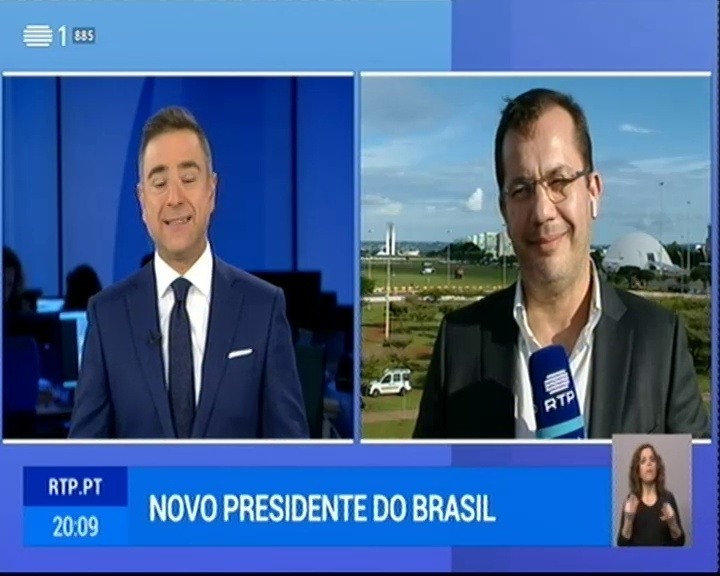 1 885
RTP
RTP.PT
20:09
NOVO PRESIDENTE DO BRASIL